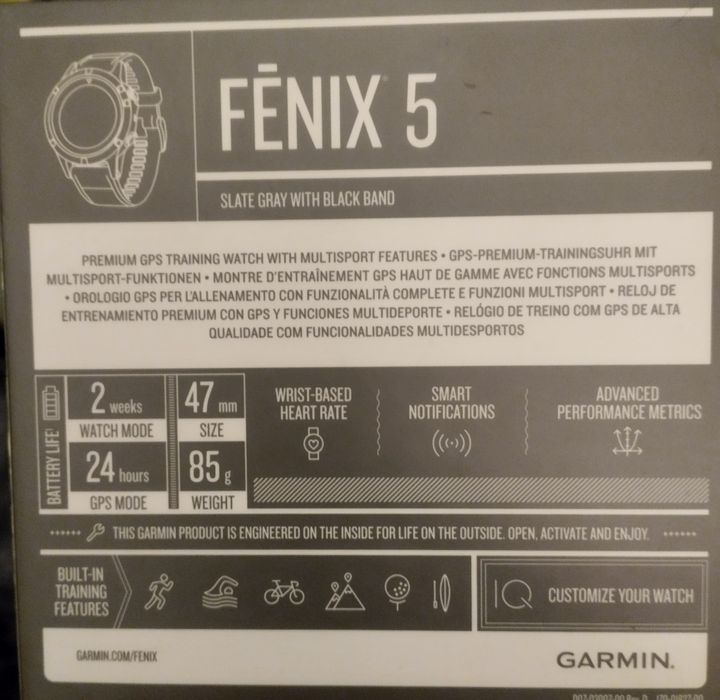 FĒNIX® 5
SLATE GRAY WITH BLACK BAND
PREMIUM GPS TRAINING WATCH WITH MULTISPORT FEATURES • GPS-PREMIUM-TRAININGSUHR MIT
MULTISPORT-FUNKTIONEN • MONTRE D'ENTRAÎNEMENT GPS HAUT DE GAMME AVEC FONCTIONS MULTISPORTS
• OROLOGIO GPS PER L'ALLENAMENTO CON FUNZIONALITÀ COMPLETE E FUNZIONI MULTISPORT • RELOJ DE
ENTRENAMIENTO PREMIUM CON GPS Y FUNCIONES MULTIDEPORTE • RELÓGIO DE TREINO COM GPS DE ALTA
QUALIDADE COM FUNCIONALIDADES MULTIDESPORTOS
BATTERY LIFE
2 weeks
WATCH MODE
24 hours
GPS MODE
47 mm
SIZE
85 g
WEIGHT
WRIST-BASED
HEART RATE
SMART
NOTIFICATIONS
ADVANCED
PERFORMANCE METRICS
THIS GARMIN PRODUCT IS ENGINEERED ON THE INSIDE FOR LIFE ON THE OUTSIDE. OPEN, ACTIVATE AND ENJOY.
BUILT-IN
TRAINING
FEATURES
IQ CUSTOMIZE YOUR WATCH
GARMIN.COM/FENIX
GARMIN.